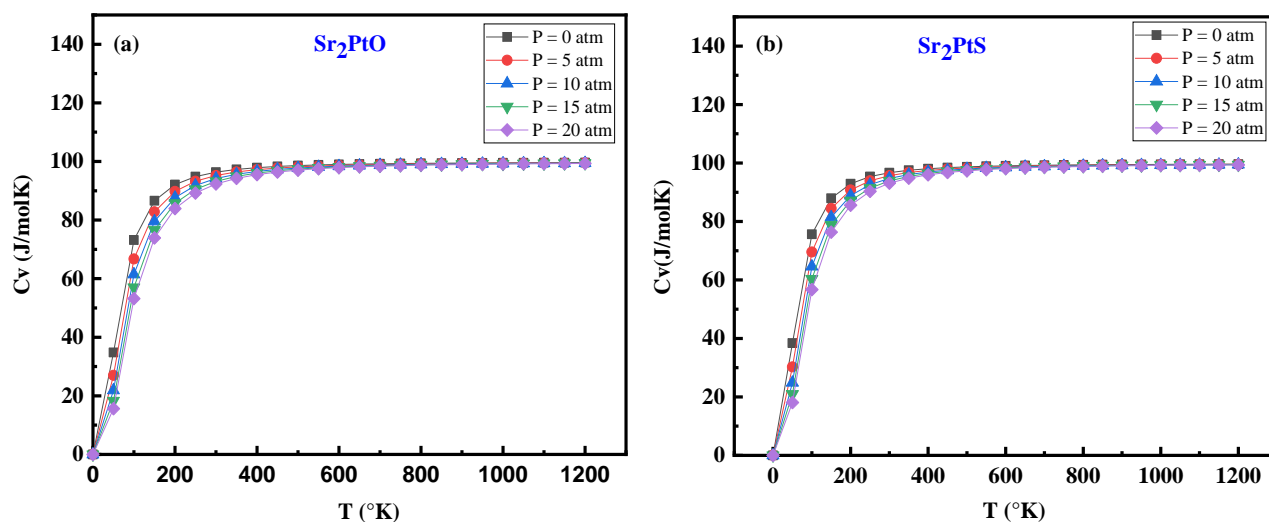 (a)
Sr2PtO
P = 0 atm
P = 5 atm
P = 10 atm
P = 15 atm
P = 20 atm
Cv (J/molK)
140
120
100
80
60
40
20
0
0 200 400 600 800 1000 1200
T (°K)
(b)
Sr2PtS
P = 0 atm
P = 5 atm
P = 10 atm
P = 15 atm
P = 20 atm
Cv(J/molK)
140
120
100
80
60
40
20
0
0 200 400 600 800 1000 1200
T (°K)